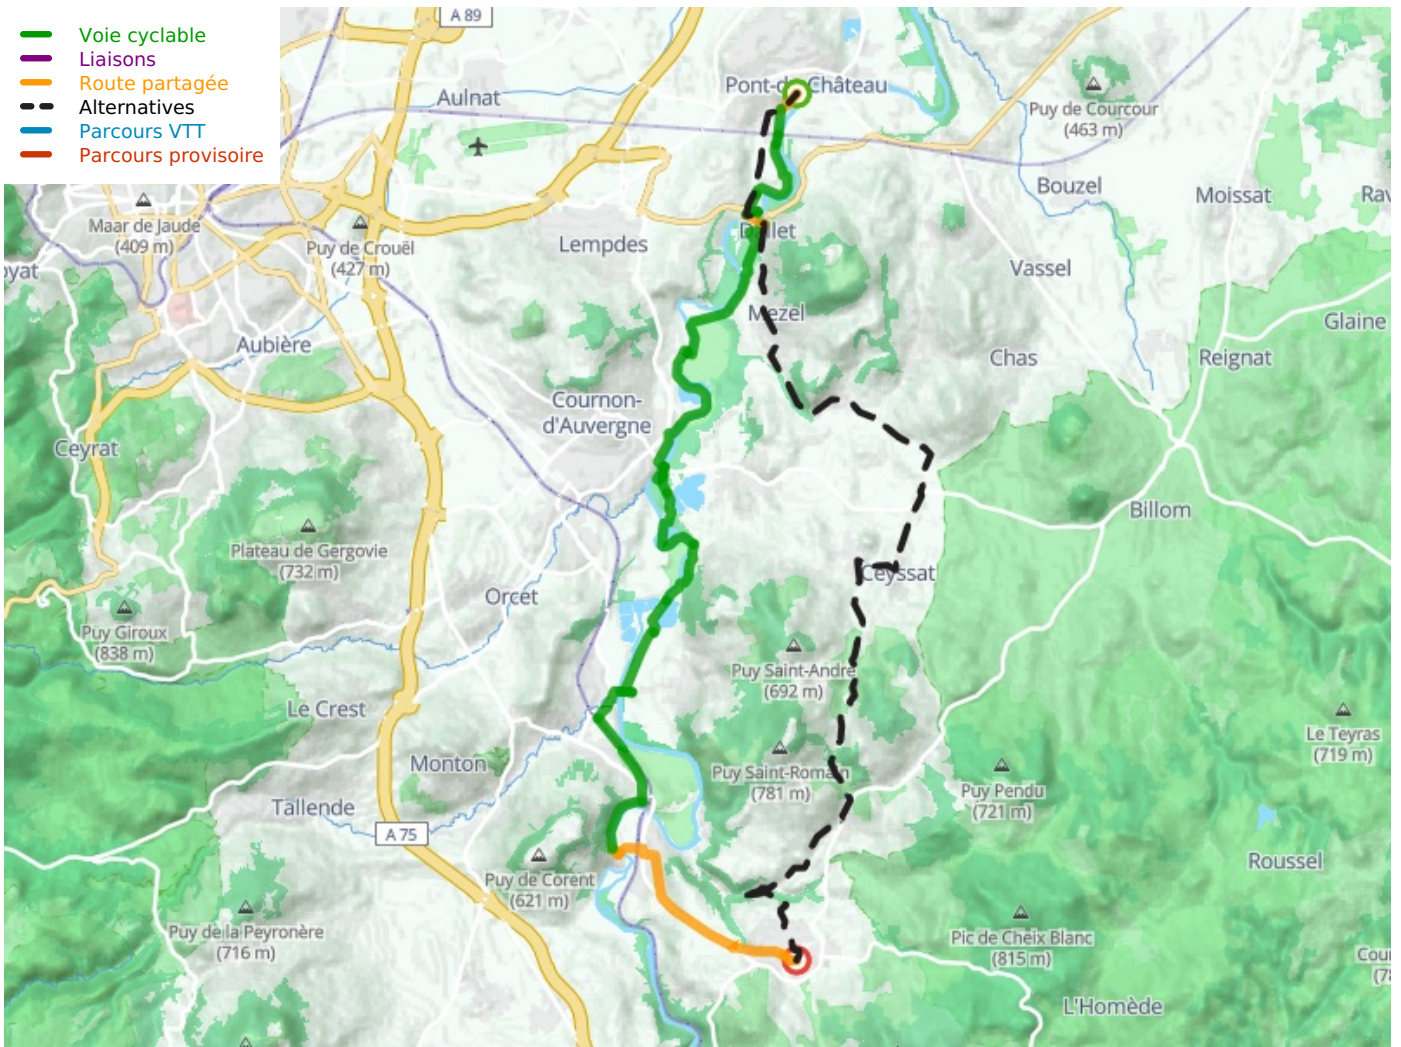 Voie cyclable
Liaisons
Route partagée
Alternatives
Parcours VTT
Parcours provisoire
A 89
Pont-du-Château
Aulnat
Puy de Courcour
(463 m)
Bouzel
Moissat
Maar de Jaude
(409 m)
Puy de Crouël
(427 m)
Lempdes
Dallet
Vassel
oyat
Rav
Mezel
Glaine
Aubière
Chas
Reignat
Cournon-
d'Auvergne
Ceyrat
Billom
Plateau de Gergovie
(732 m)
Ceyssat
Orcet
Puy Giroux
(838 m)
Puy Saint-André
(692 m)
Le Crest
Le Teyras
(719 m)
Monton
Puy Saint-Romain
(781 m)
Puy Pendu
(721 m)
Tallende
A 75
Roussel
Puy de Corent
(621 m)
Puy de la Peyronère
(716 m)
Pic de Cheix Blanc
(815 m)
Cour
(78
L'Homède